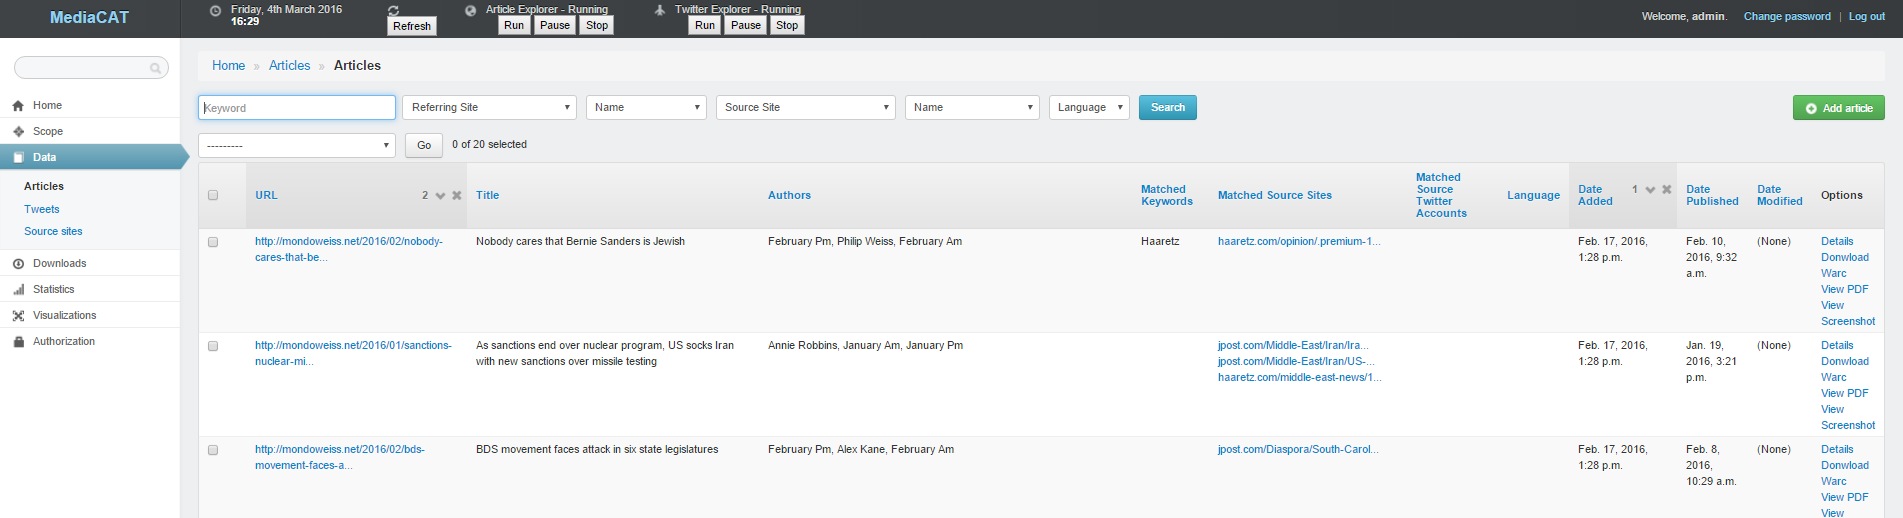 MediaCAT
Friday, 4th March 2016
16:29
Refresh
Article Explorer - Running
Run Pause Stop
Twitter Explorer - Running
Run Pause Stop
Welcome, admin. Change password | Log out
Home
Scope
Data
Articles
Tweets
Source sites
Downloads
Statistics
Visualizations
Authorization
Home » Articles » Articles
Keyword Referring Site Name Source Site Name Language Search Add article
--------- Go 0 of 20 selected
URL 2 Title Authors Matched Keywords Matched Source Sites Matched Source Twitter Accounts Language Date Added 1 Date Published Date Modified Options
http://mondoweiss.net/2016/02/nobody-
cares-that-be...
Nobody cares that Bernie Sanders is Jewish
February Pm, Philip Weiss, February Am
Haaretz
haaretz.com/opinion/.premium-1...
Feb. 17, 2016,
1:28 p.m.
Feb. 10,
2016, 9:32
a.m.
(None)
Details
Donwload
Warc
View PDF
View
Screenshot
http://mondoweiss.net/2016/01/sanctions-
nuclear-mi...
As sanctions end over nuclear program, US socks Iran
with new sanctions over missile testing
Annie Robbins, January Am, January Pm
jpost.com/Middle-East/Iran/Ira...
jpost.com/Middle-East/Iran/US-...
haaretz.com/middle-east-news/1...
Feb. 17, 2016,
1:28 p.m.
Jan. 19,
2016, 3:21
p.m.
(None)
Details
Donwload
Warc
View PDF
View
Screenshot
http://mondoweiss.net/2016/02/bds-
movement-faces-a...
BDS movement faces attack in six state legislatures
February Pm, Alex Kane, February Am
jpost.com/Diaspora/South-Carol...
Feb. 17, 2016,
1:28 p.m.
Feb. 8,
2016,
10:29 a.m.
(None)
Details
Donwload
Warc
View PDF
View